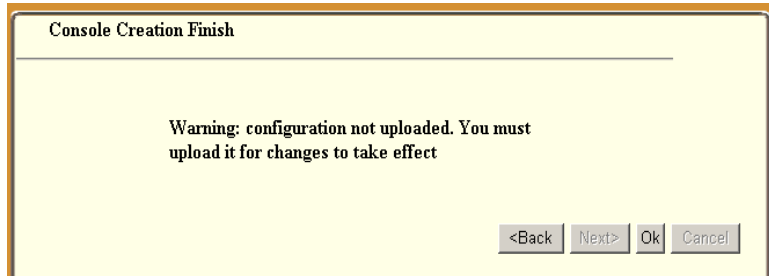 Console Creation Finish
Warning: configuration not uploaded. You must
upload it for changes to take effect
<Back Next> Ok Cancel